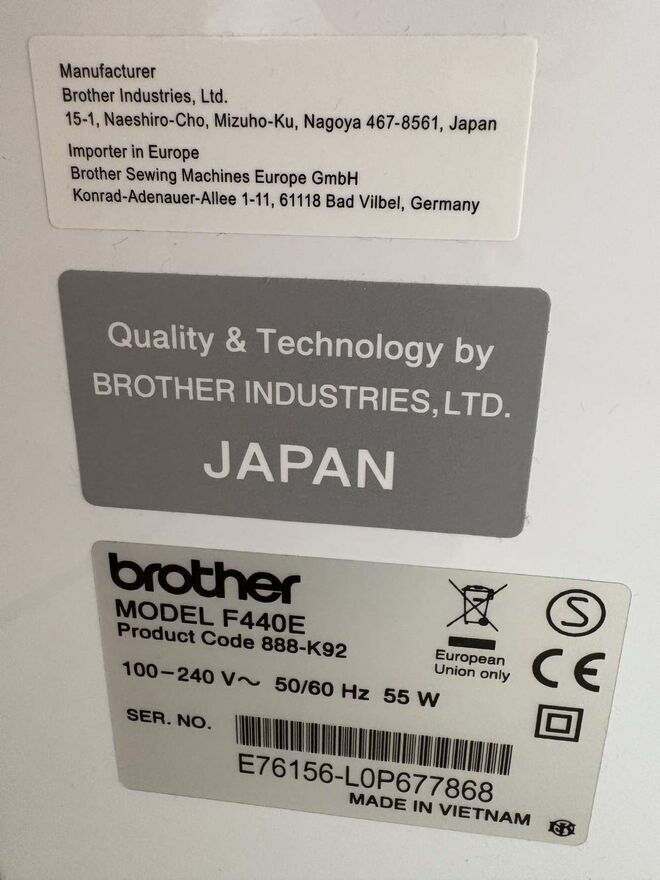 Manufacturer
Brother Industries, Ltd.
15-1, Naeshiro-Cho, Mizuho-Ku, Nagoya 467-8561, Japan
Importer in Europe
Brother Sewing Machines Europe GmbH
Konrad-Adenauer-Allee 1-11, 61118 Bad Vilbel, Germany
Quality & Technology by
BROTHER INDUSTRIES,LTD.
JAPAN
brother
MODEL F440E
Product Code 888-K92
100-240 V~ 50/60 Hz 55 W
European
Union only
S
CE
SER. NO.
E76156-L0P677868
MADE IN VIETNAM